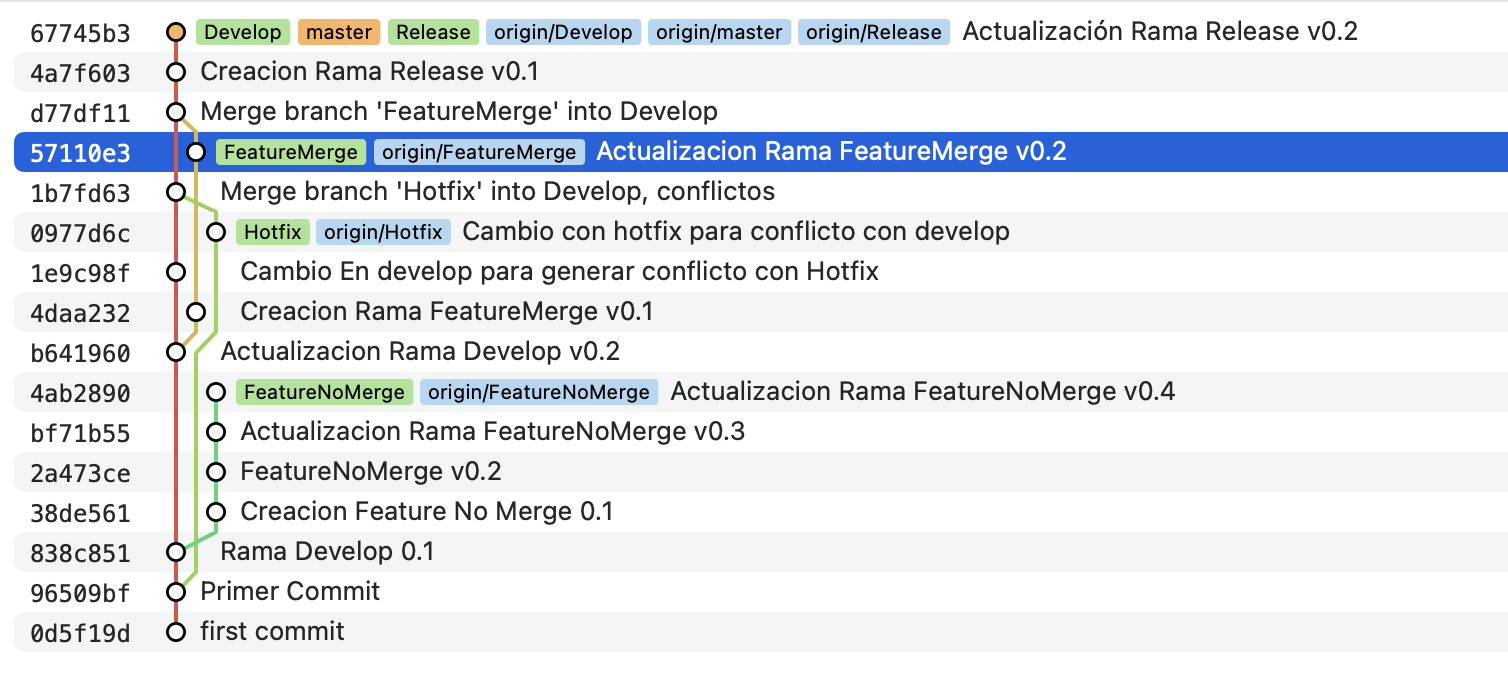 67745b3 Develop master Release origin/Develop origin/master origin/Release Actualización Rama Release v0.2
4a7f603 Creacion Rama Release v0.1
d77df11 Merge branch 'FeatureMerge' into Develop
57110e3 FeatureMerge origin/FeatureMerge Actualizacion Rama FeatureMerge v0.2
1b7fd63 Merge branch 'Hotfix' into Develop, conflictos
0977d6c Hotfix origin/Hotfix Cambio con hotfix para conflicto con develop
1e9c98f Cambio En develop para generar conflicto con Hotfix
4daa232 Creacion Rama FeatureMerge v0.1
b641960 Actualizacion Rama Develop v0.2
4ab2890 FeatureNoMerge origin/FeatureNoMerge Actualizacion Rama FeatureNoMerge v0.4
bf71b55 Actualizacion Rama FeatureNoMerge v0.3
2a473ce FeatureNoMerge v0.2
38de561 Creacion Feature No Merge 0.1
838c851 Rama Develop 0.1
96509bf Primer Commit
0d5f19d first commit